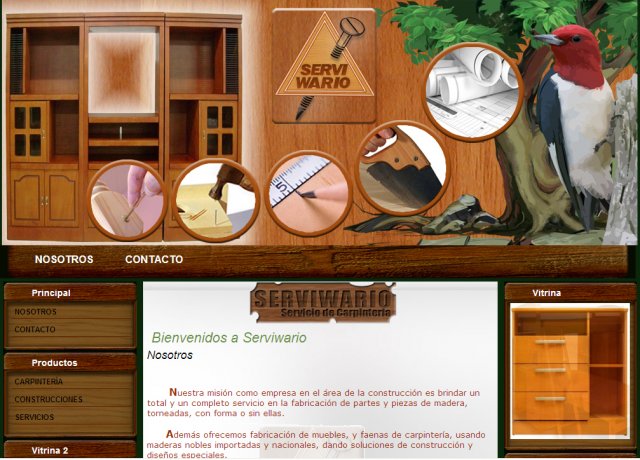 SERVI
WARIO
NOSOTROS
CONTACTO
Principal
NOSOTROS
CONTACTO
Productos
CARPINTERÍA
CONSTRUCCIONES
SERVICIOS
Vitrina 2
SERVIWARIO
Servicio de Carpintería
Bienvenidos a Serviwario
Nosotros
Nuestra misión como empresa en el área de la construcción es brindar un
total y un completo servicio en la fabricación de partes y piezas de madera,
torneadas, con forma o sin ellas.
Además ofrecemos fabricación de muebles, y faenas de carpintería, usando
maderas nobles importadas y nacionales, dando soluciones de construcción y
diseños especiales.
Vitrina